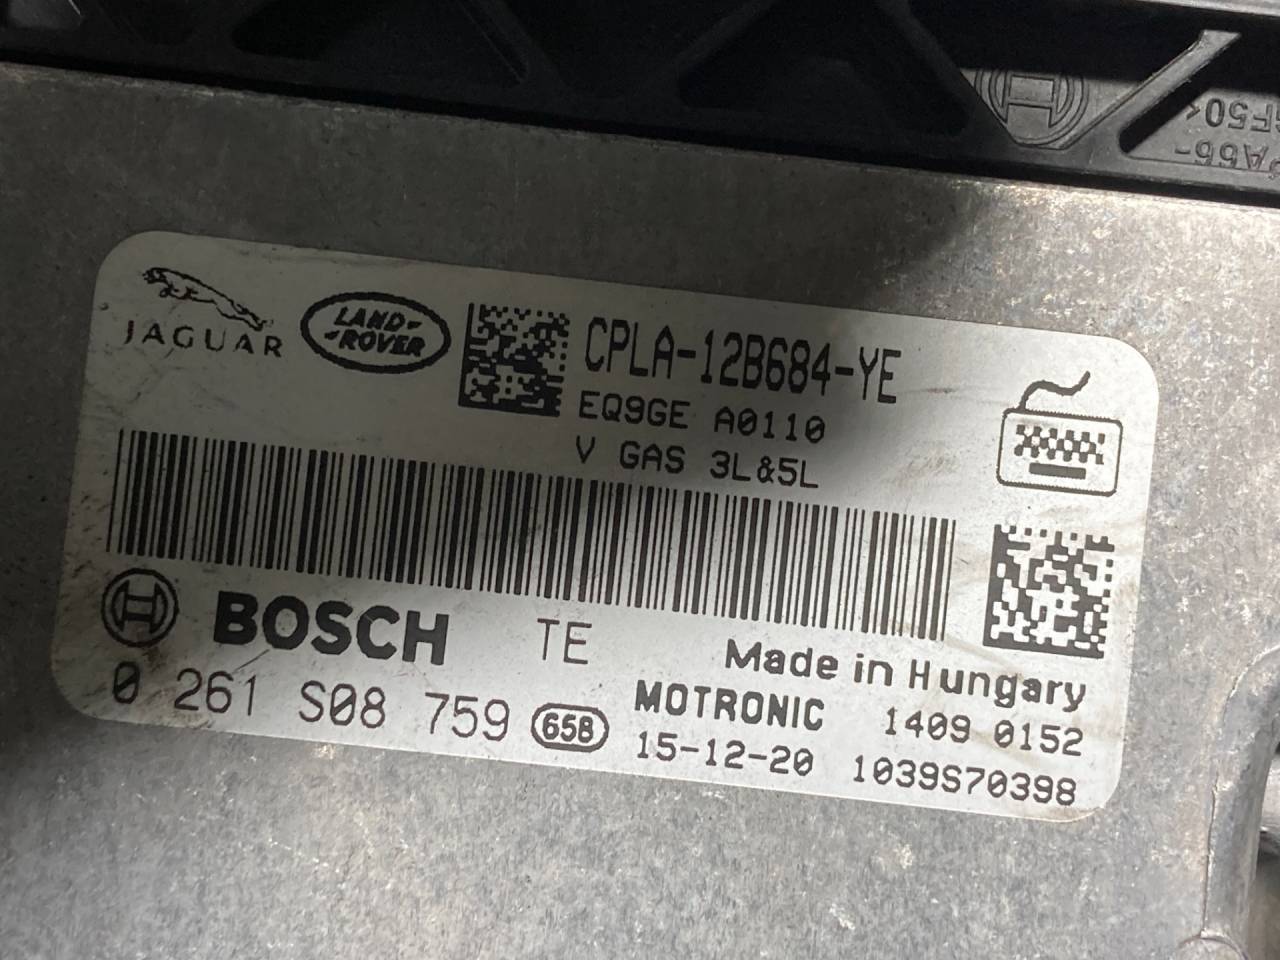 JAGUAR
LAND-
ROVER
CPLA-12B684-YE
EQ9GE A0110
V GAS 3L&5L
BOSCH TE
Made in Hungary
0 261 S08 759 658
MOTRONIC 1409 0152
15-12-20 1039S70398